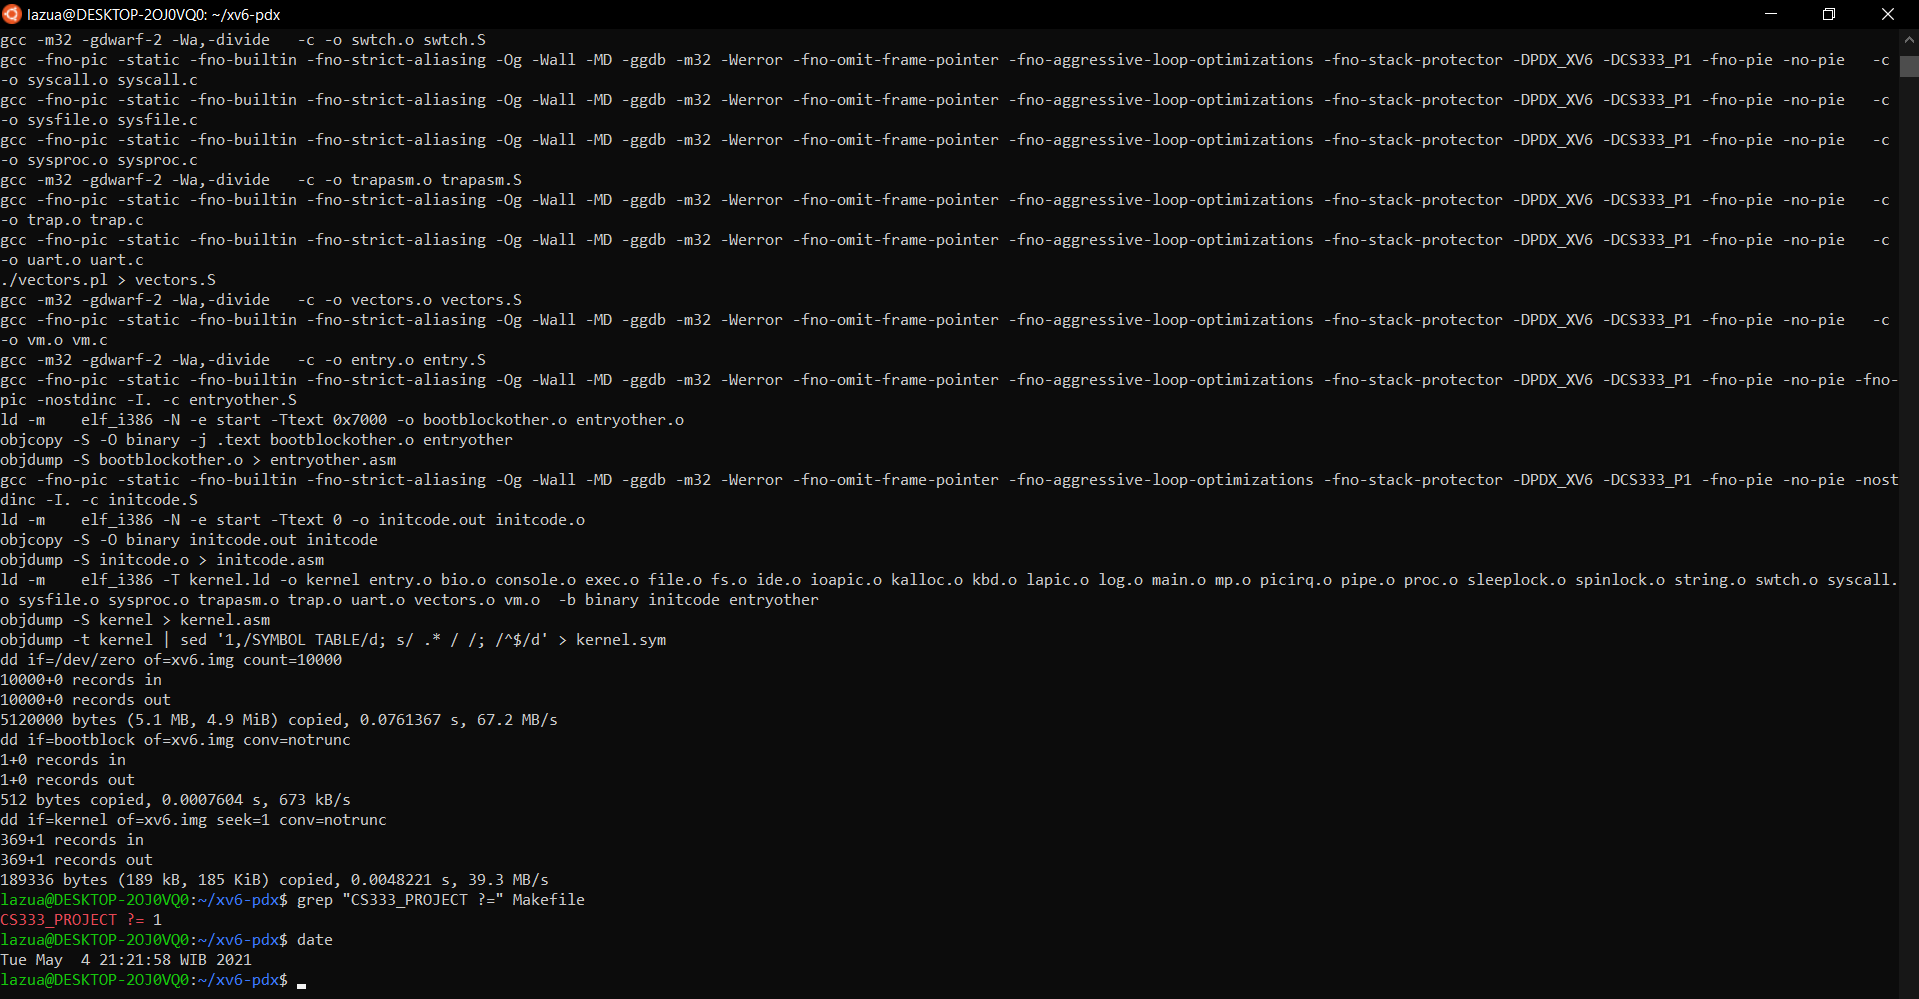 lazua@DESKTOP-2OJ0VQ0: ~/xv6-pdx
gcc -m32 -gdwarf-2 -Wa,-divide   -c -o swtch.o swtch.S
gcc -fno-pic -static -fno-builtin -fno-strict-aliasing -Og -Wall -MD -ggdb -m32 -Werror -fno-omit-frame-pointer -fno-aggressive-loop-optimizations -fno-stack-protector -DPDX_XV6 -DCS333_P1 -fno-pie -no-pie   -c
-o syscall.o syscall.c
gcc -fno-pic -static -fno-builtin -fno-strict-aliasing -Og -Wall -MD -ggdb -m32 -Werror -fno-omit-frame-pointer -fno-aggressive-loop-optimizations -fno-stack-protector -DPDX_XV6 -DCS333_P1 -fno-pie -no-pie   -c
-o sysfile.o sysfile.c
gcc -fno-pic -static -fno-builtin -fno-strict-aliasing -Og -Wall -MD -ggdb -m32 -Werror -fno-omit-frame-pointer -fno-aggressive-loop-optimizations -fno-stack-protector -DPDX_XV6 -DCS333_P1 -fno-pie -no-pie   -c
-o sysproc.o sysproc.c
gcc -m32 -gdwarf-2 -Wa,-divide   -c -o trapasm.o trapasm.S
gcc -fno-pic -static -fno-builtin -fno-strict-aliasing -Og -Wall -MD -ggdb -m32 -Werror -fno-omit-frame-pointer -fno-aggressive-loop-optimizations -fno-stack-protector -DPDX_XV6 -DCS333_P1 -fno-pie -no-pie   -c
-o trap.o trap.c
gcc -fno-pic -static -fno-builtin -fno-strict-aliasing -Og -Wall -MD -ggdb -m32 -Werror -fno-omit-frame-pointer -fno-aggressive-loop-optimizations -fno-stack-protector -DPDX_XV6 -DCS333_P1 -fno-pie -no-pie   -c
-o uart.o uart.c
./vectors.pl > vectors.S
gcc -m32 -gdwarf-2 -Wa,-divide   -c -o vectors.o vectors.S
gcc -fno-pic -static -fno-builtin -fno-strict-aliasing -Og -Wall -MD -ggdb -m32 -Werror -fno-omit-frame-pointer -fno-aggressive-loop-optimizations -fno-stack-protector -DPDX_XV6 -DCS333_P1 -fno-pie -no-pie   -c
-o vm.o vm.c
gcc -m32 -gdwarf-2 -Wa,-divide   -c -o entry.o entry.S
gcc -fno-pic -static -fno-builtin -fno-strict-aliasing -Og -Wall -MD -ggdb -m32 -Werror -fno-omit-frame-pointer -fno-aggressive-loop-optimizations -fno-stack-protector -DPDX_XV6 -DCS333_P1 -fno-pie -no-pie -fno-
pic -nostdinc -I. -c entryother.S
ld -m    elf_i386 -N -e start -Ttext 0x7000 -o bootblockother.o entryother.o
objcopy -S -O binary -j .text bootblockother.o entryother
objdump -S bootblockother.o > entryother.asm
gcc -fno-pic -static -fno-builtin -fno-strict-aliasing -Og -Wall -MD -ggdb -m32 -Werror -fno-omit-frame-pointer -fno-aggressive-loop-optimizations -fno-stack-protector -DPDX_XV6 -DCS333_P1 -fno-pie -no-pie -nost
dinc -I. -c initcode.S
ld -m    elf_i386 -N -e start -Ttext 0 -o initcode.out initcode.o
objcopy -S -O binary initcode.out initcode
objdump -S initcode.o > initcode.asm
ld -m    elf_i386 -T kernel.ld -o kernel entry.o bio.o console.o exec.o file.o fs.o ide.o ioapic.o kalloc.o kbd.o lapic.o log.o main.o mp.o picirq.o pipe.o proc.o sleeplock.o spinlock.o string.o swtch.o syscall.
o sysfile.o sysproc.o trapasm.o trap.o uart.o vectors.o vm.o  -b binary initcode entryother
objdump -S kernel > kernel.asm
objdump -t kernel | sed '1,/SYMBOL TABLE/d; s/ .* / /; /^$/d' > kernel.sym
dd if=/dev/zero of=xv6.img count=10000
10000+0 records in
10000+0 records out
5120000 bytes (5.1 MB, 4.9 MiB) copied, 0.0761367 s, 67.2 MB/s
dd if=bootblock of=xv6.img conv=notrunc
1+0 records in
1+0 records out
512 bytes copied, 0.0007604 s, 673 kB/s
dd if=kernel of=xv6.img seek=1 conv=notrunc
369+1 records in
369+1 records out
189336 bytes (189 kB, 185 KiB) copied, 0.0048221 s, 39.3 MB/s
lazua@DESKTOP-2OJ0VQ0:~/xv6-pdx$ grep "CS333_PROJECT ?=" Makefile
CS333_PROJECT ?= 1
lazua@DESKTOP-2OJ0VQ0:~/xv6-pdx$ date
Tue May  4 21:21:58 WIB 2021
lazua@DESKTOP-2OJ0VQ0:~/xv6-pdx$